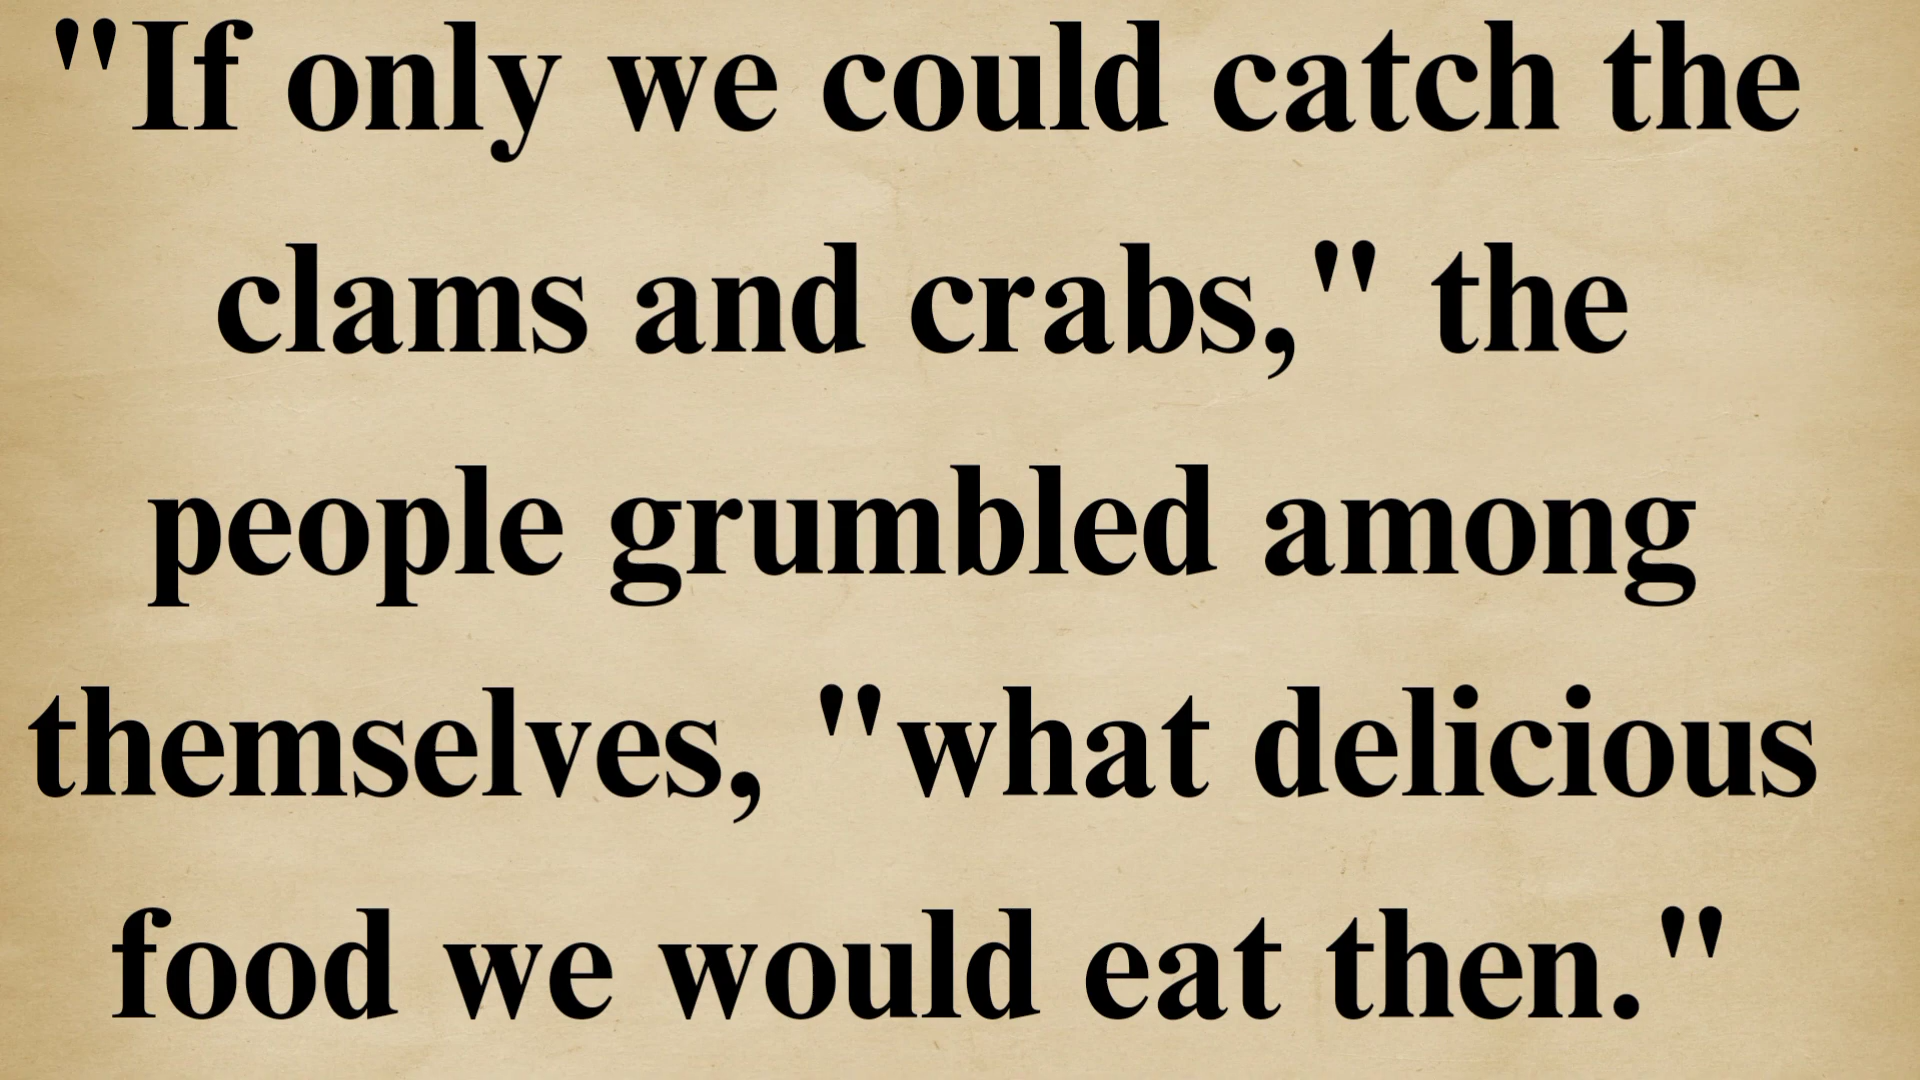 "If only we could catch the
clams and crabs," the
people grumbled among
themselves, "what delicious
food we would eat then."